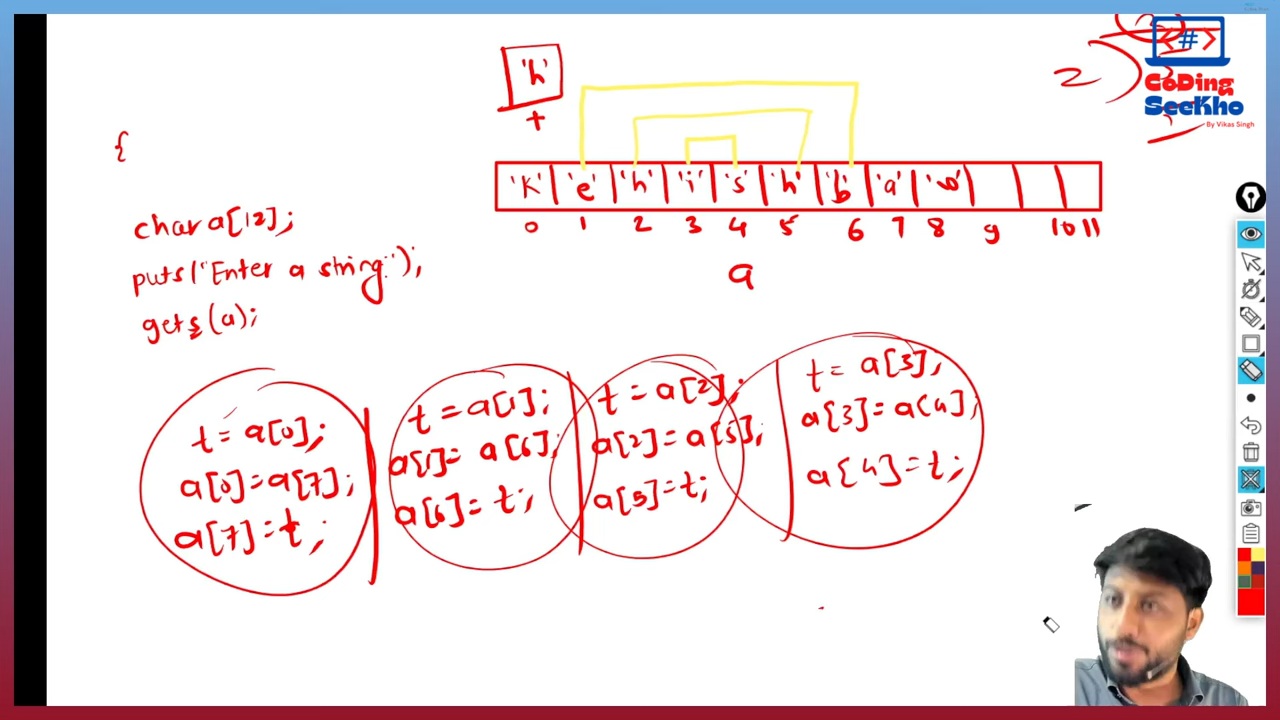 'h'
t
2
<#>
CoDing
SeeKho
By Vikas Singh
{
'K' 'e' 'h' 'i' 's' 'h' 'b' 'a' '\0'
0 1 2 3 4 5 6 7 8 9 10 11
a
char a[12];
puts("Enter a string:");
gets(a);
t = a[0];
a[0]=a[7];
a[7]=t;
t = a[1];
a[1]= a[6];
a[6]= t;
t = a[2];
a[2]=a[5];
a[5]=t;
t= a[3];
a[3]=a[4];
a[4]=t;